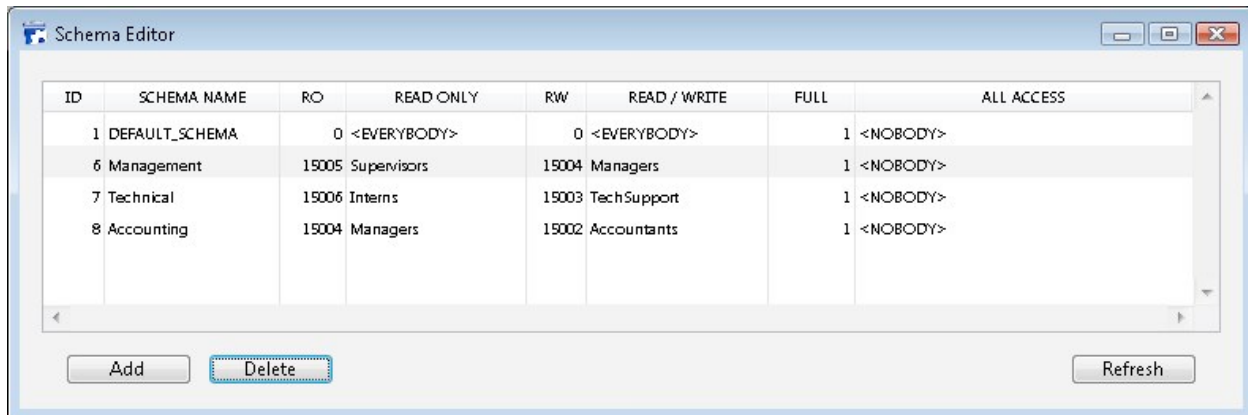 Schema Editor
ID SCHEMA NAME RO READ ONLY RW READ / WRITE FULL ALL ACCESS
1 DEFAULT_SCHEMA 0 <EVERYBODY> 0 <EVERYBODY> 1 <NOBODY>
6 Management 15005 Supervisors 15004 Managers 1 <NOBODY>
7 Technical 15006 Interns 15003 TechSupport 1 <NOBODY>
8 Accounting 15004 Managers 15002 Accountants 1 <NOBODY>
Add Delete Refresh